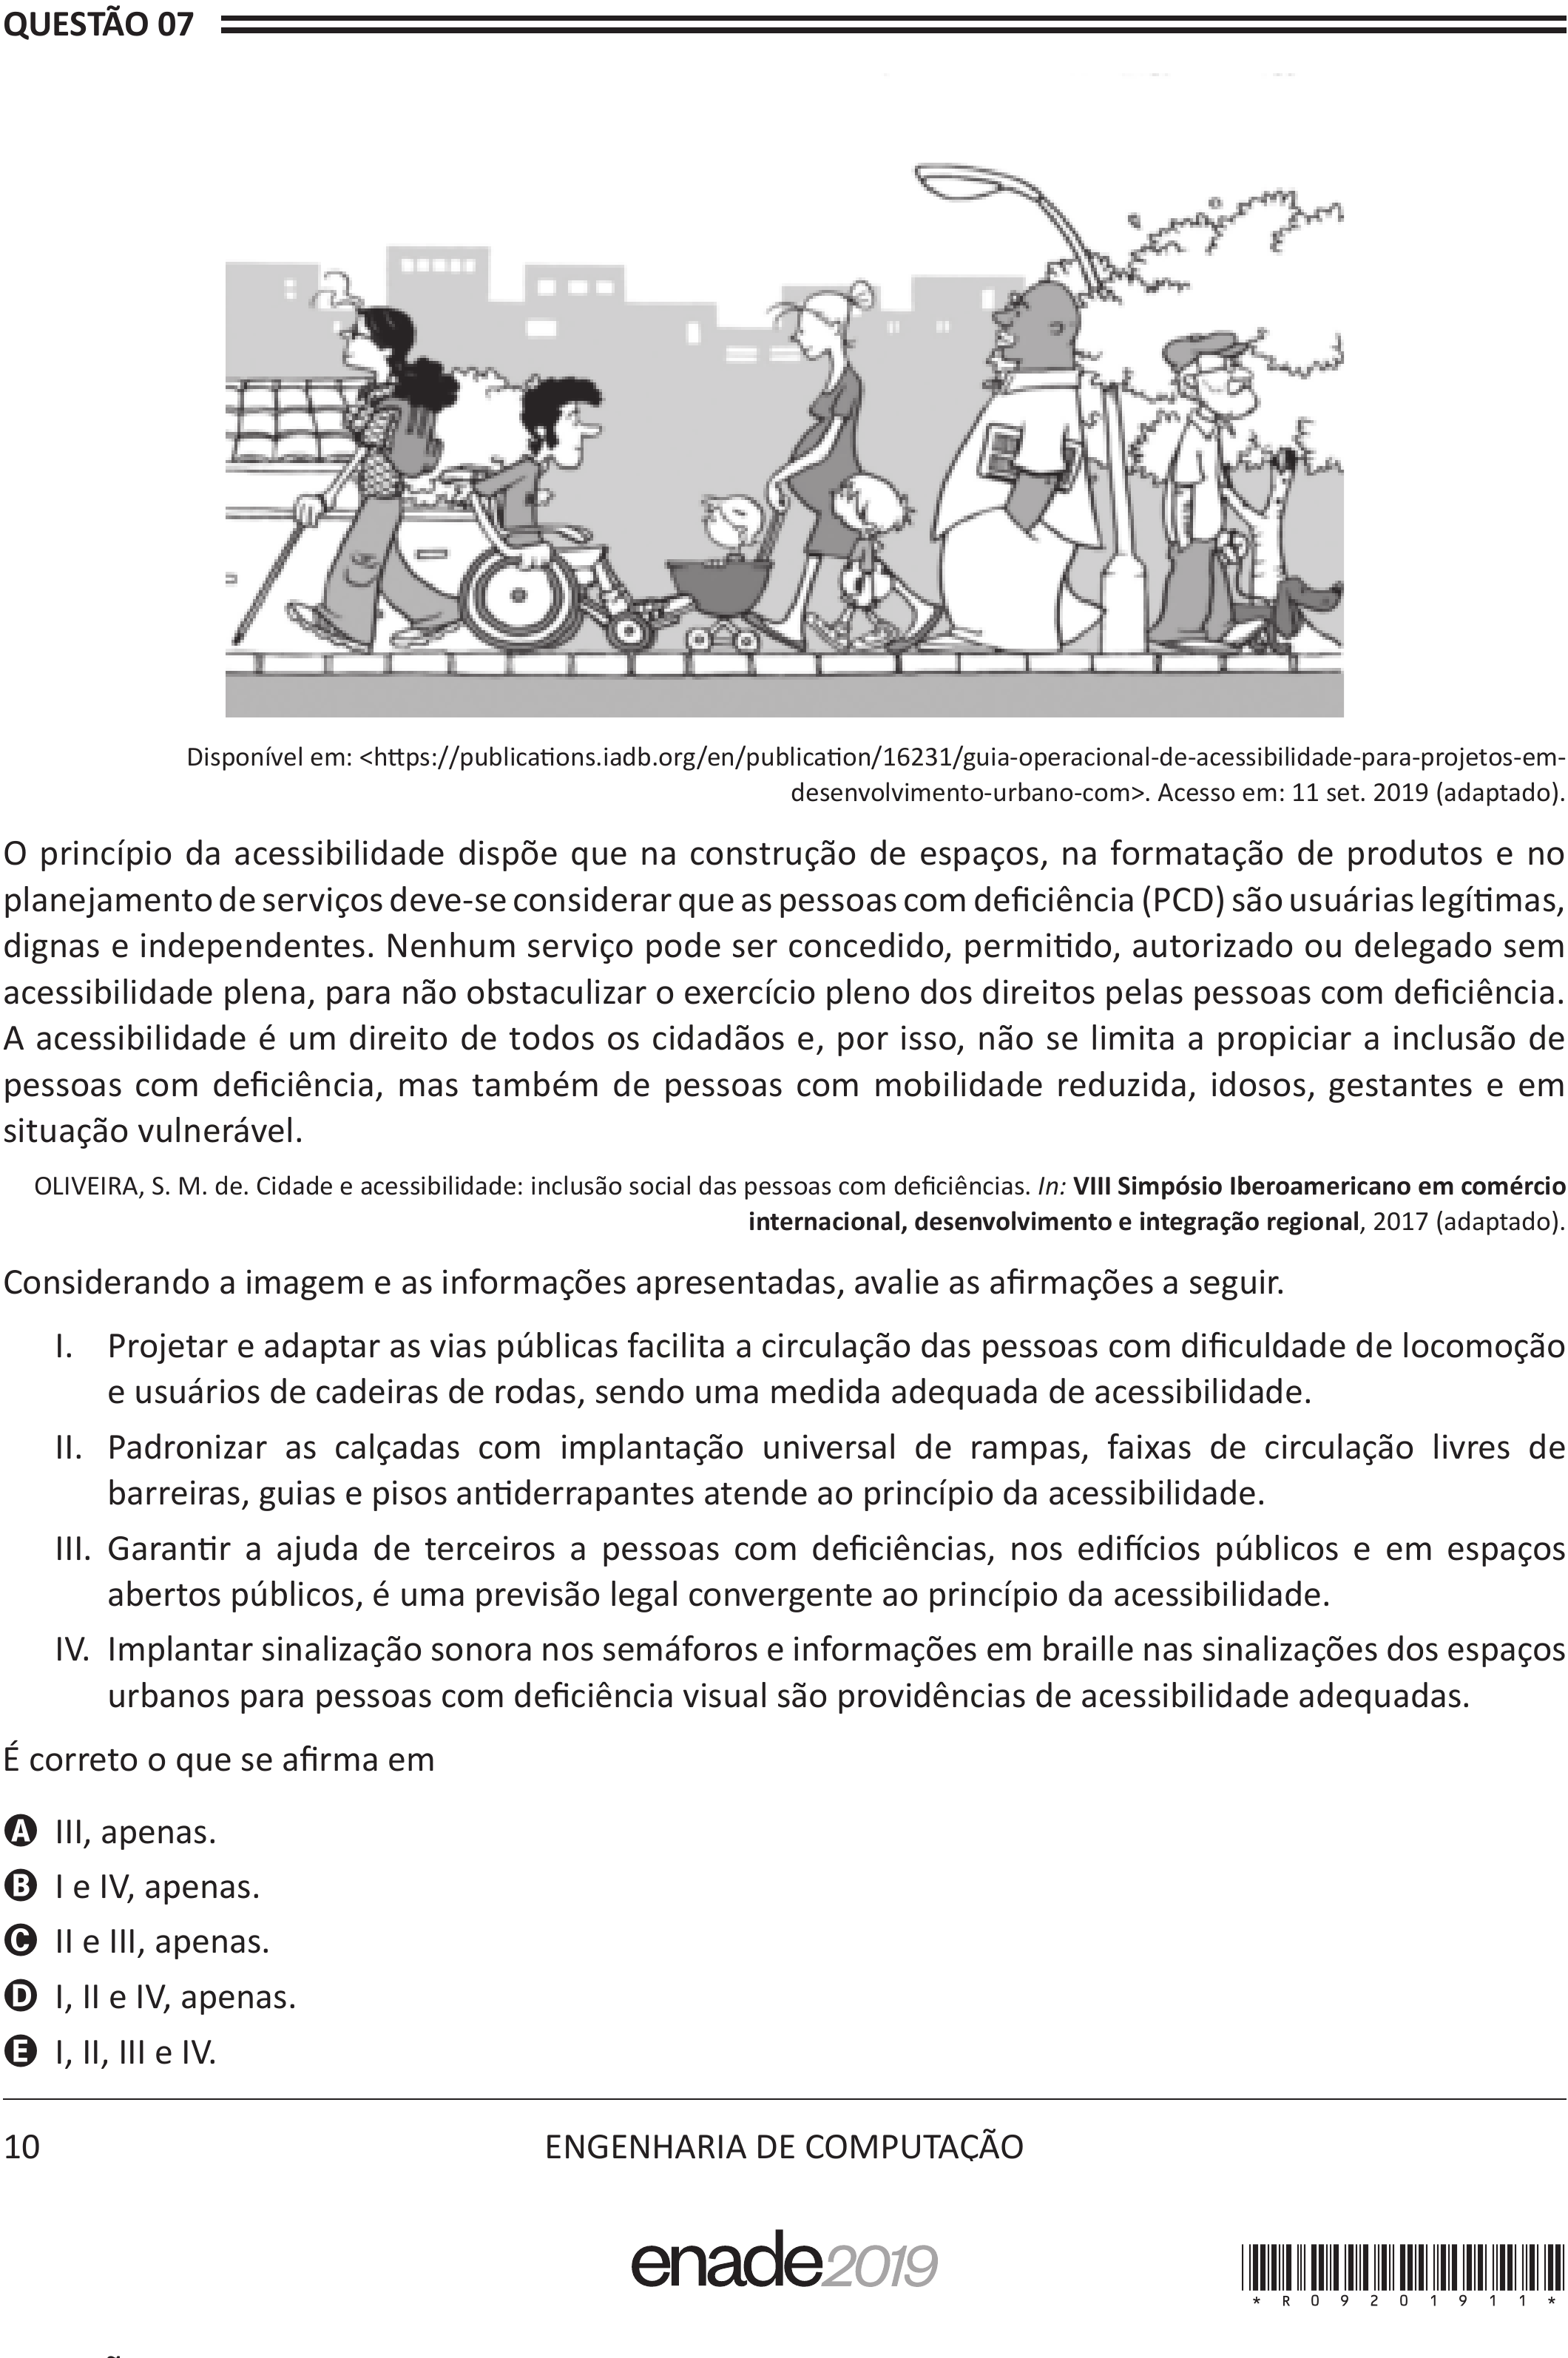 QUESTÃO 07
Disponível em: <https://publications.iadb.org/en/publication/16231/guia-operacional-de-acessibilidade-para-projetos-em-
desenvolvimento-urbano-com>. Acesso em: 11 set. 2019 (adaptado).
O princípio da acessibilidade dispõe que na construção de espaços, na formatação de produtos e no
planejamento de serviços deve-se considerar que as pessoas com deficiência (PCD) são usuárias legítimas,
dignas e independentes. Nenhum serviço pode ser concedido, permitido, autorizado ou delegado sem
acessibilidade plena, para não obstaculizar o exercício pleno dos direitos pelas pessoas com deficiência.
A acessibilidade é um direito de todos os cidadãos e, por isso, não se limita a propiciar a inclusão de
pessoas com deficiência, mas também de pessoas com mobilidade reduzida, idosos, gestantes e em
situação vulnerável.
OLIVEIRA, S. M. de. Cidade e acessibilidade: inclusão social das pessoas com deficiências. In: VIII Simpósio Iberoamericano em comércio
internacional, desenvolvimento e integração regional, 2017 (adaptado).
Considerando a imagem e as informações apresentadas, avalie as afirmações a seguir.
I. Projetar e adaptar as vias públicas facilita a circulação das pessoas com dificuldade de locomoção
e usuários de cadeiras de rodas, sendo uma medida adequada de acessibilidade.
II. Padronizar as calçadas com implantação universal de rampas, faixas de circulação livres de
barreiras, guias e pisos antiderrapantes atende ao princípio da acessibilidade.
III. Garantir a ajuda de terceiros a pessoas com deficiências, nos edifícios públicos e em espaços
abertos públicos, é uma previsão legal convergente ao princípio da acessibilidade.
IV. Implantar sinalização sonora nos semáforos e informações em braille nas sinalizações dos espaços
urbanos para pessoas com deficiência visual são providências de acessibilidade adequadas.
É correto o que se afirma em
A III, apenas.
B I e IV, apenas.
C II e III, apenas.
D I, II e IV, apenas.
E I, II, III e IV.
10 ENGENHARIA DE COMPUTAÇÃO
enade2019
*R09201911*